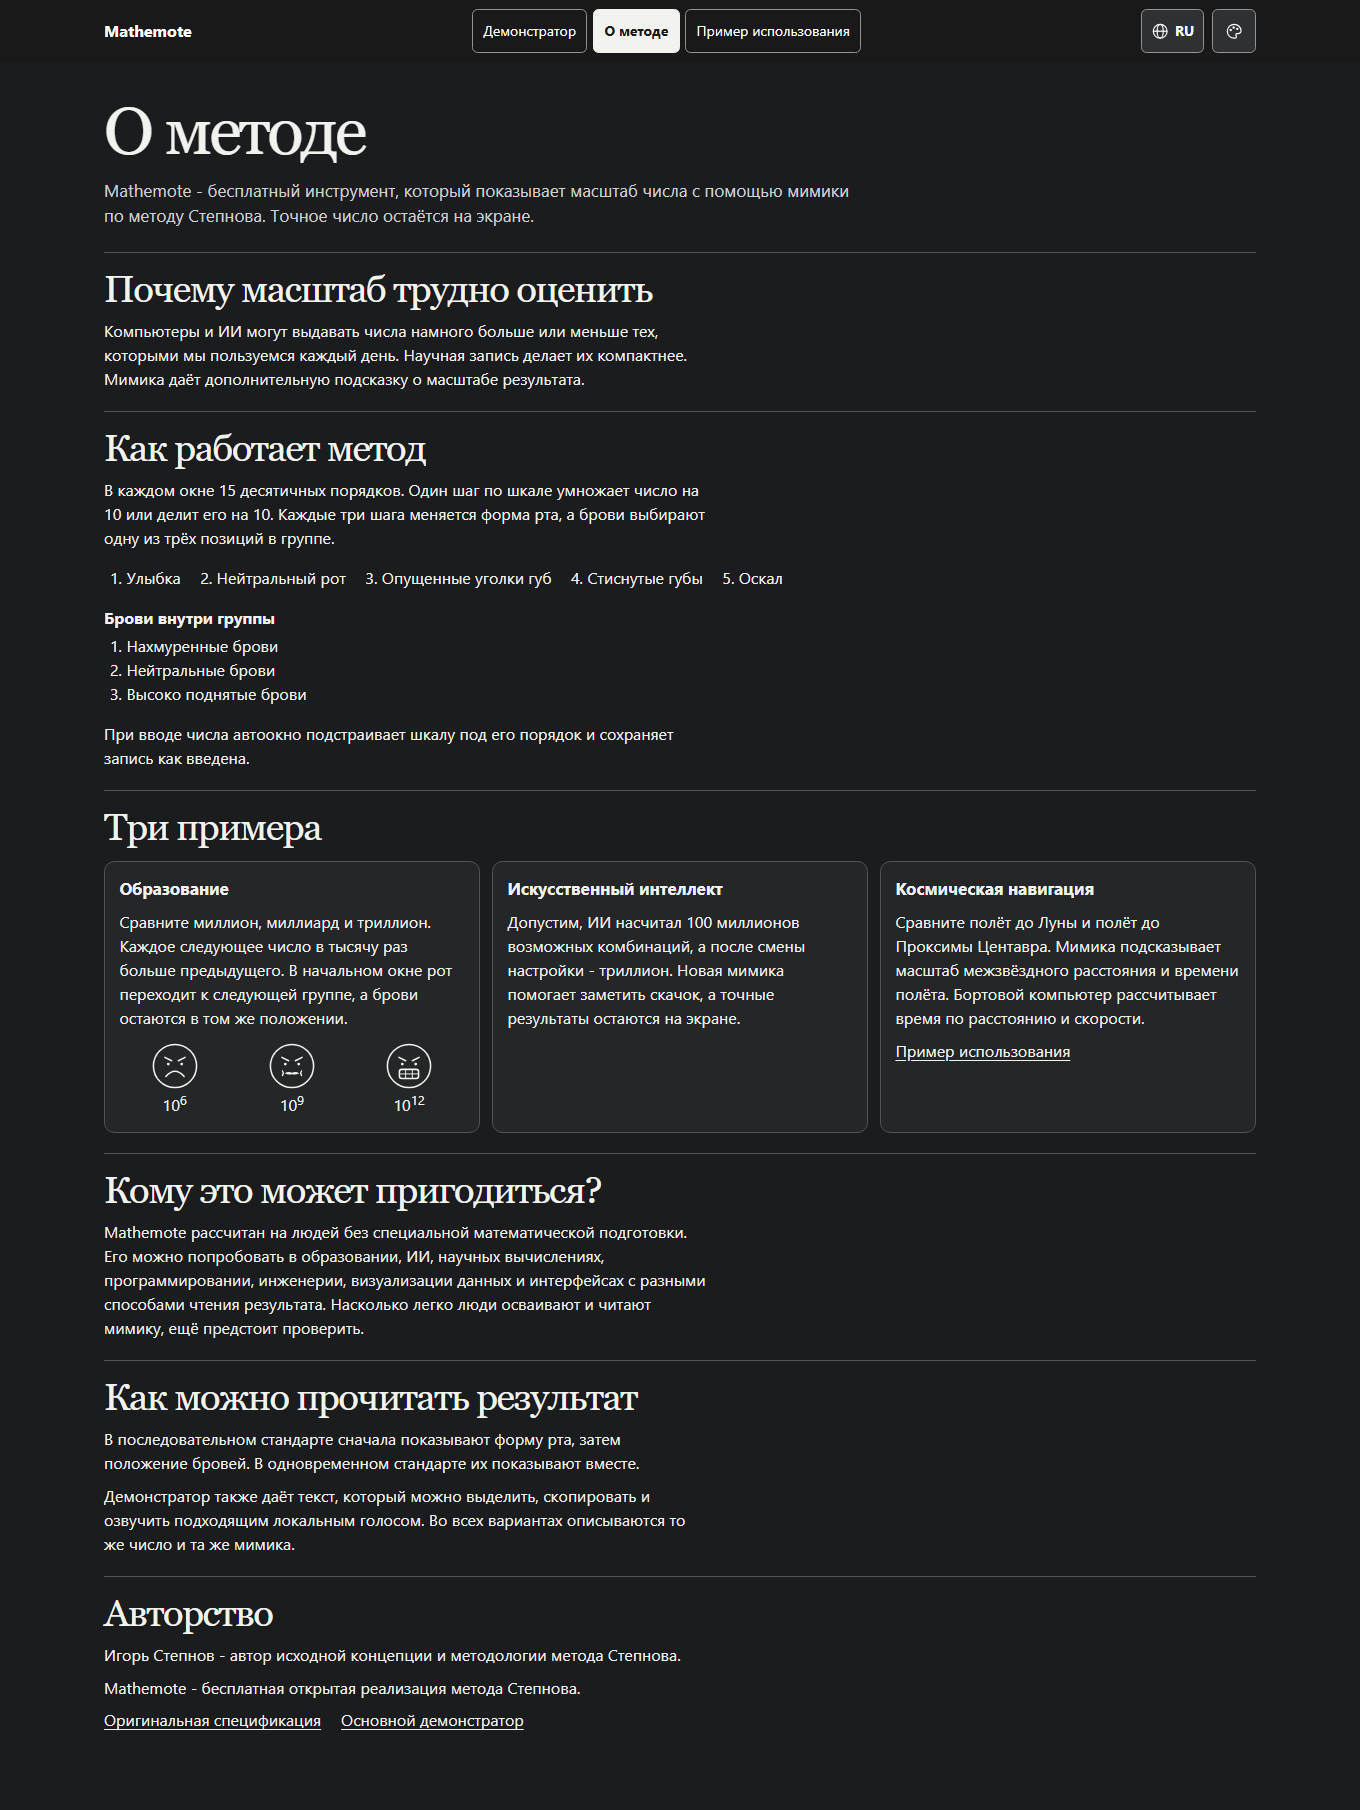 Mathemote
Демонстратор
О методе
Пример использования
RU
О методе
Mathemote - бесплатный инструмент, который показывает масштаб числа с помощью мимики
по методу Степнова. Точное число остаётся на экране.
Почему масштаб трудно оценить
Компьютеры и ИИ могут выдавать числа намного больше или меньше тех,
которыми мы пользуемся каждый день. Научная запись делает их компактнее.
Мимика даёт дополнительную подсказку о масштабе результата.
Как работает метод
В каждом окне 15 десятичных порядков. Один шаг по шкале умножает число на
10 или делит его на 10. Каждые три шага меняется форма рта, а брови выбирают
одну из трёх позиций в группе.
1. Улыбка 2. Нейтральный рот 3. Опущенные уголки губ 4. Стиснутые губы 5. Оскал
Брови внутри группы
1. Нахмуренные брови
2. Нейтральные брови
3. Высоко поднятые брови
При вводе числа автоокно подстраивает шкалу под его порядок и сохраняет
запись как введена.
Три примера
Образование
Сравните миллион, миллиард и триллион.
Каждое следующее число в тысячу раз
больше предыдущего. В начальном окне рот
переходит к следующей группе, а брови
остаются в том же положении.
10⁶ 10⁹ 10¹²
Искусственный интеллект
Допустим, ИИ насчитал 100 миллионов
возможных комбинаций, а после смены
настройки - триллион. Новая мимика
помогает заметить скачок, а точные
результаты остаются на экране.
Космическая навигация
Сравните полёт до Луны и полёт до
Проксимы Центавра. Мимика подсказывает
масштаб межзвёздного расстояния и времени
полёта. Бортовой компьютер рассчитывает
время по расстоянию и скорости.
Пример использования
Кому это может пригодиться?
Mathemote рассчитан на людей без специальной математической подготовки.
Его можно попробовать в образовании, ИИ, научных вычислениях,
программировании, инженерии, визуализации данных и интерфейсах с разными
способами чтения результата. Насколько легко люди осваивают и читают
мимику, ещё предстоит проверить.
Как можно прочитать результат
В последовательном стандарте сначала показывают форму рта, затем
положение бровей. В одновременном стандарте их показывают вместе.
Демонстратор также даёт текст, который можно выделить, скопировать и
озвучить подходящим локальным голосом. Во всех вариантах описываются то
же число и та же мимика.
Авторство
Игорь Степнов - автор исходной концепции и методологии метода Степнова.
Mathemote - бесплатная открытая реализация метода Степнова.
Оригинальная спецификация Основной демонстратор